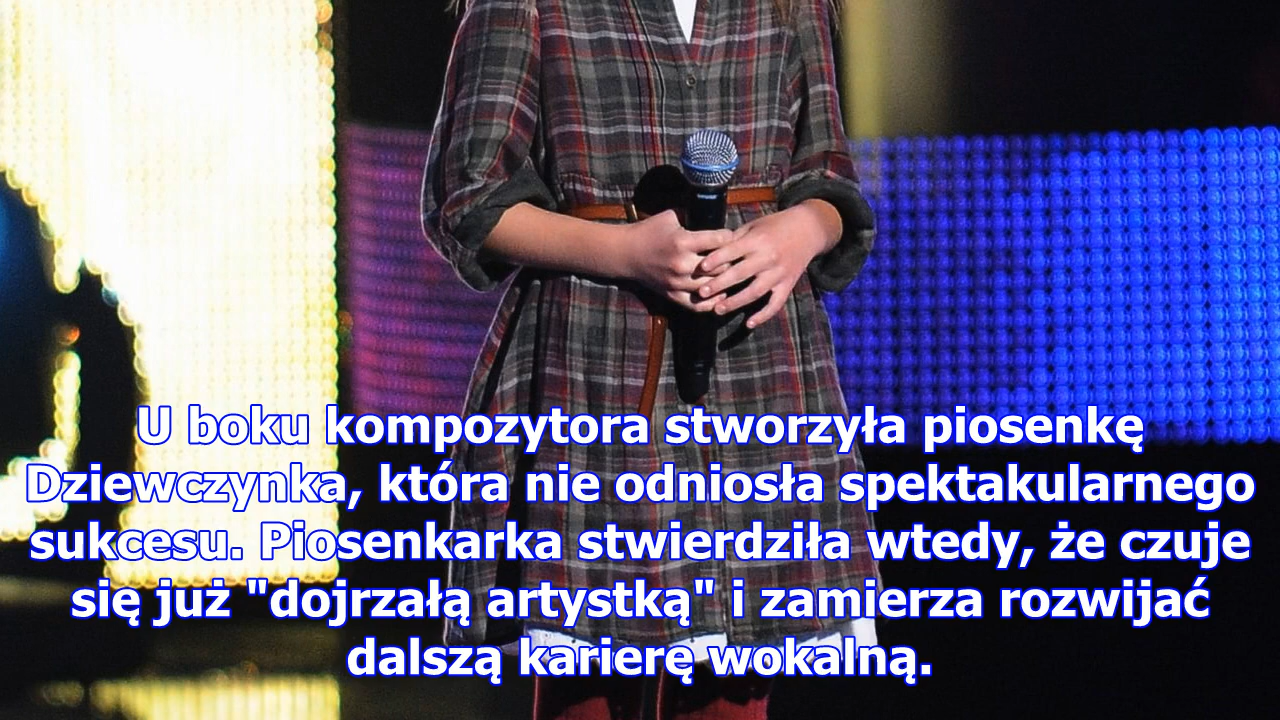 U boku kompozytora stworzyła piosenkę
Dziewczynka, która nie odniosła spektakularnego
sukcesu. Piosenkarka stwierdziła wtedy, że czuje
się już "dojrzałą artystką" i zamierza rozwijać
dalszą karierę wokalną.